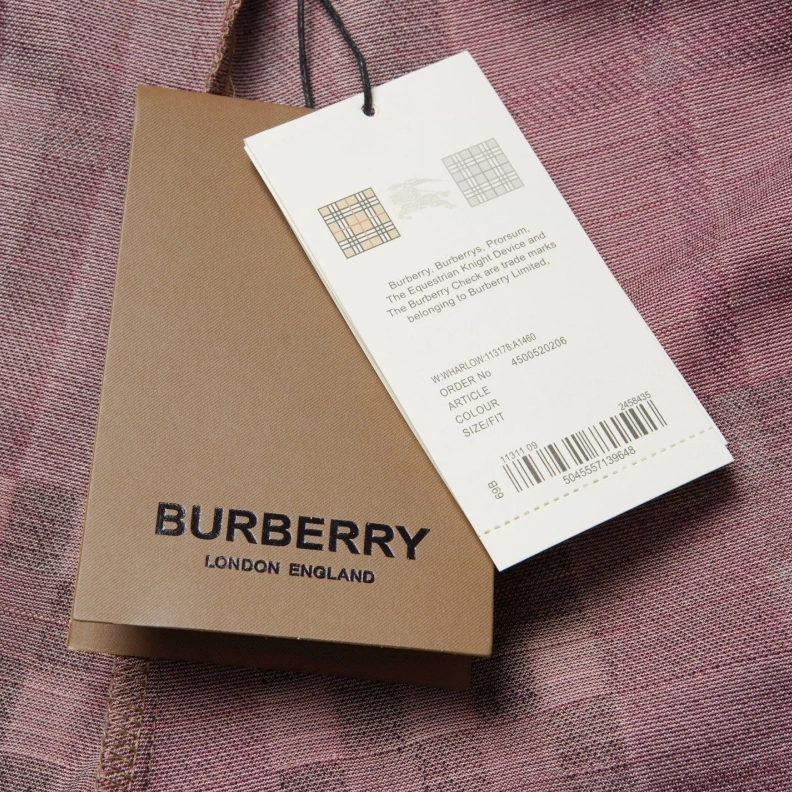 BURBERRY
LONDON ENGLAND
Burberry, Burberrys, Prorsum,
The Equestrian Knight Device and
The Burberry Check are trade marks
belonging to Burberry Limited,
W:WHARLOW:113178:A1460
ORDER No 4500520206
ARTICLE
COLOUR
SIZE/FIT
11311 09 2458435
69B
5045557139648